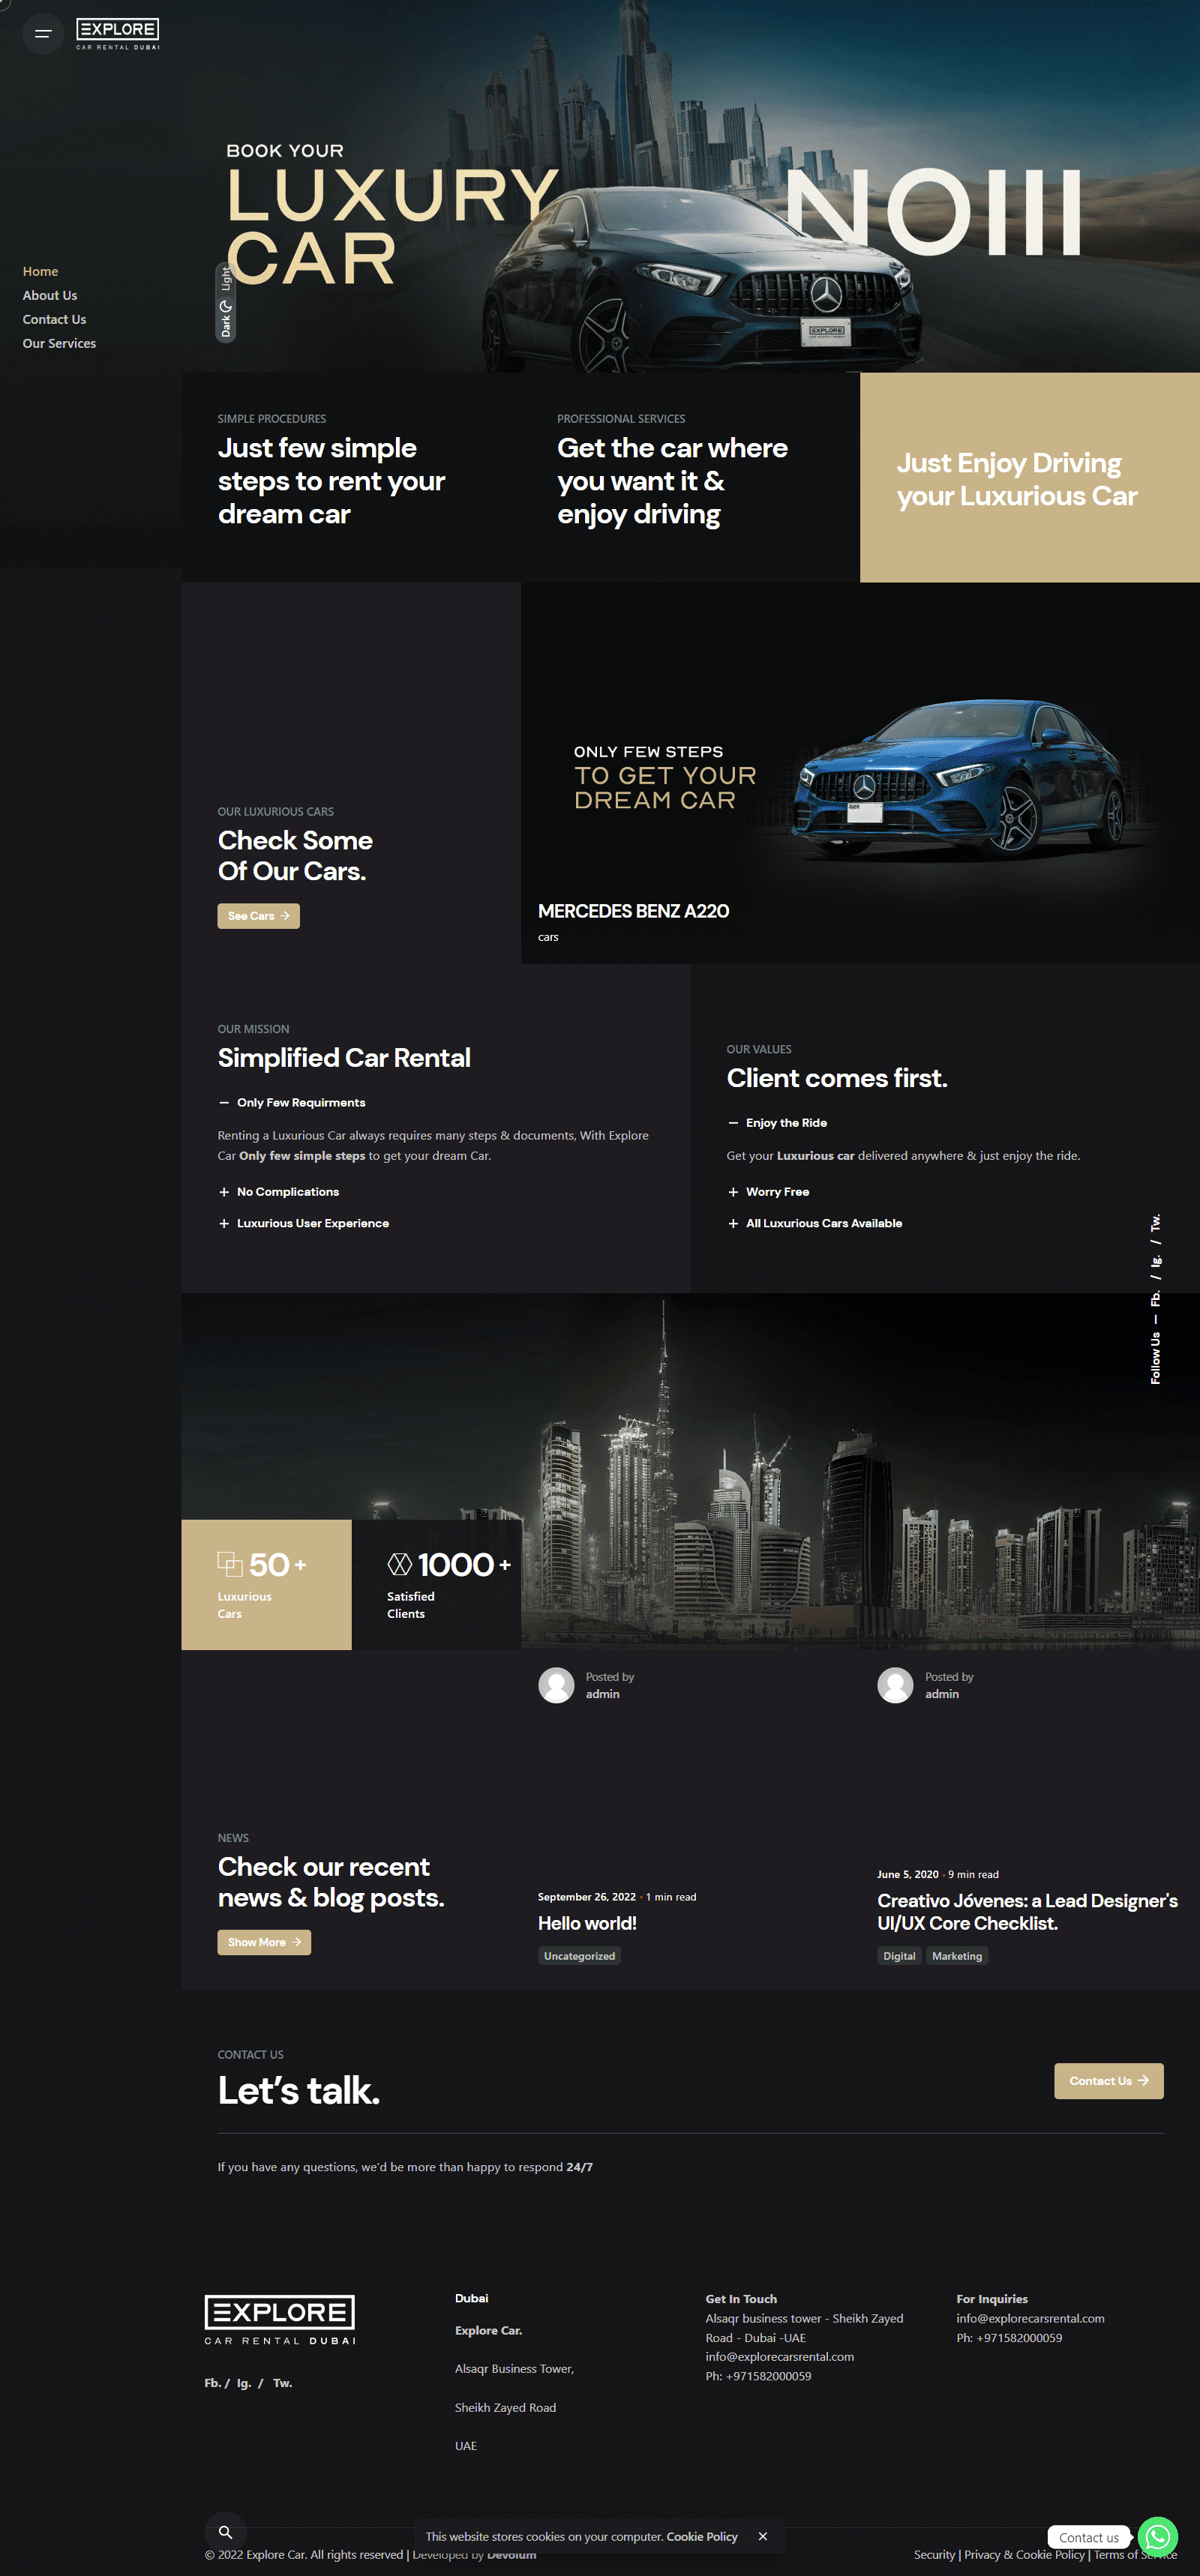 EXPLORE
CAR RENTAL DUBAI
BOOK YOUR
LUXURY
CAR
NO
Home
About Us
Contact Us
Our Services
Dark
Light
EXPLORE
CAR RENTAL DUBAI
SIMPLE PROCEDURES
Just few simple
steps to rent your
dream car
PROFESSIONAL SERVICES
Get the car where
you want it &
enjoy driving
Just Enjoy Driving
your Luxurious Car
OUR LUXURIOUS CARS
Check Some
Of Our Cars.
See Cars
ONLY FEW STEPS
TO GET YOUR
DREAM CAR
MERCEDES BENZ A220
cars
OUR MISSION
Simplified Car Rental
Only Few Requirments
Renting a Luxurious Car always requires many steps & documents, With Explore
Car Only few simple steps to get your dream Car.
No Complications
Luxurious User Experience
OUR VALUES
Client comes first.
Enjoy the Ride
Get your Luxurious car delivered anywhere & just enjoy the ride.
Worry Free
All Luxurious Cars Available
Follow Us — Fb. / Ig. / Tw.
50 +
Luxurious
Cars
1000 +
Satisfied
Clients
NEWS
Check our recent
news & blog posts.
Show More
Posted by
admin
September 26, 2022 • 1 min read
Hello world!
Uncategorized
Posted by
admin
June 5, 2020 • 9 min read
Creativo Jóvenes: a Lead Designer's
UI/UX Core Checklist.
Digital
Marketing
CONTACT US
Let’s talk.
Contact Us
If you have any questions, we’d be more than happy to respond 24/7
EXPLORE
CAR RENTAL DUBAI
Fb. / Ig. / Tw.
Dubai
Explore Car.
Alsaqr Business Tower,
Sheikh Zayed Road
UAE
Get In Touch
Alsaqr business tower - Sheikh Zayed
Road - Dubai -UAE
info@explorecarsrental.com
Ph: +971582000059
For Inquiries
info@explorecarsrental.com
Ph: +971582000059
This website stores cookies on your computer. Cookie Policy
Contact us
© 2022 Explore Car. All rights reserved | Developed by Devolum
Security | Privacy & Cookie Policy | Terms of Service